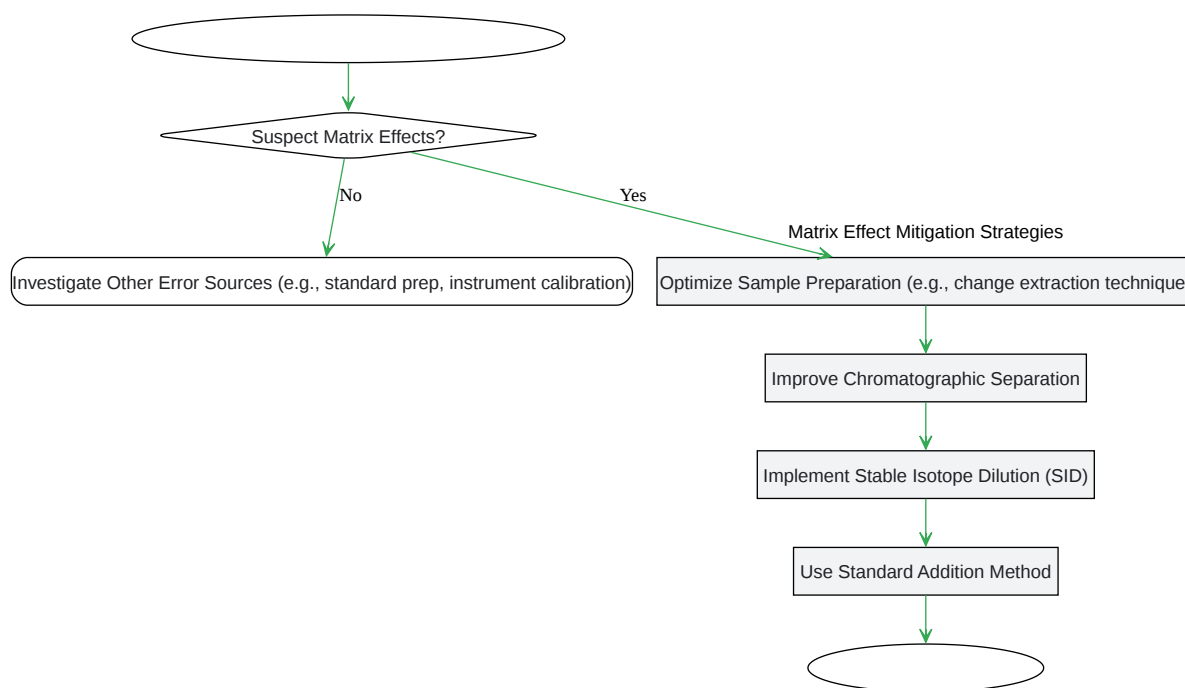 Suspect Matrix Effects?
No
Yes
Matrix Effect Mitigation Strategies
Investigate Other Error Sources (e.g., standard prep, instrument calibration)
Optimize Sample Preparation (e.g., change extraction technique
Improve Chromatographic Separation
Implement Stable Isotope Dilution (SID)
Use Standard Addition Method